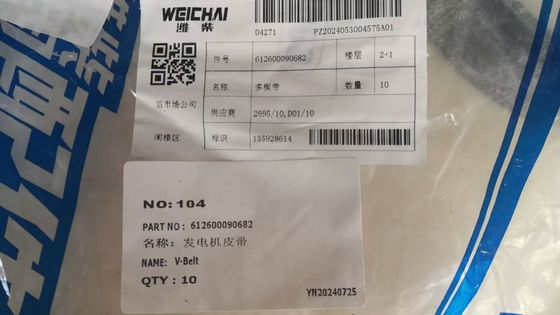 WEICHAI
潍柴
04271 PZ2024053004575A01
件号 612600090682 楼层 2+1
名称 多楔带 数量 10
后市场公司
供应商 2695/10,D01/10
阁楼区 标识 135928614
NO: 104
PART NO: 612600090682
名称: 发电机皮带
NAME: V-Belt
QTY : 10
YN20240725